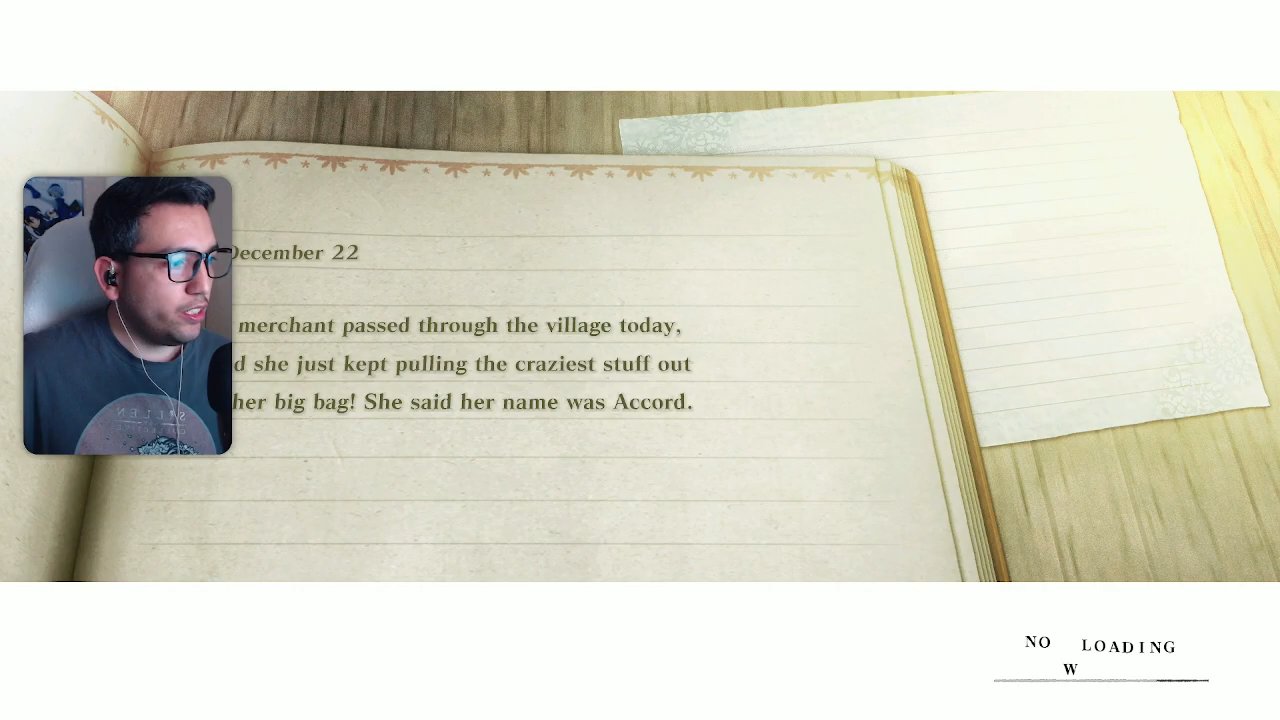 December 22
merchant passed through the village today,
d she just kept pulling the craziest stuff out
her big bag! She said her name was Accord.
NO W LOADING